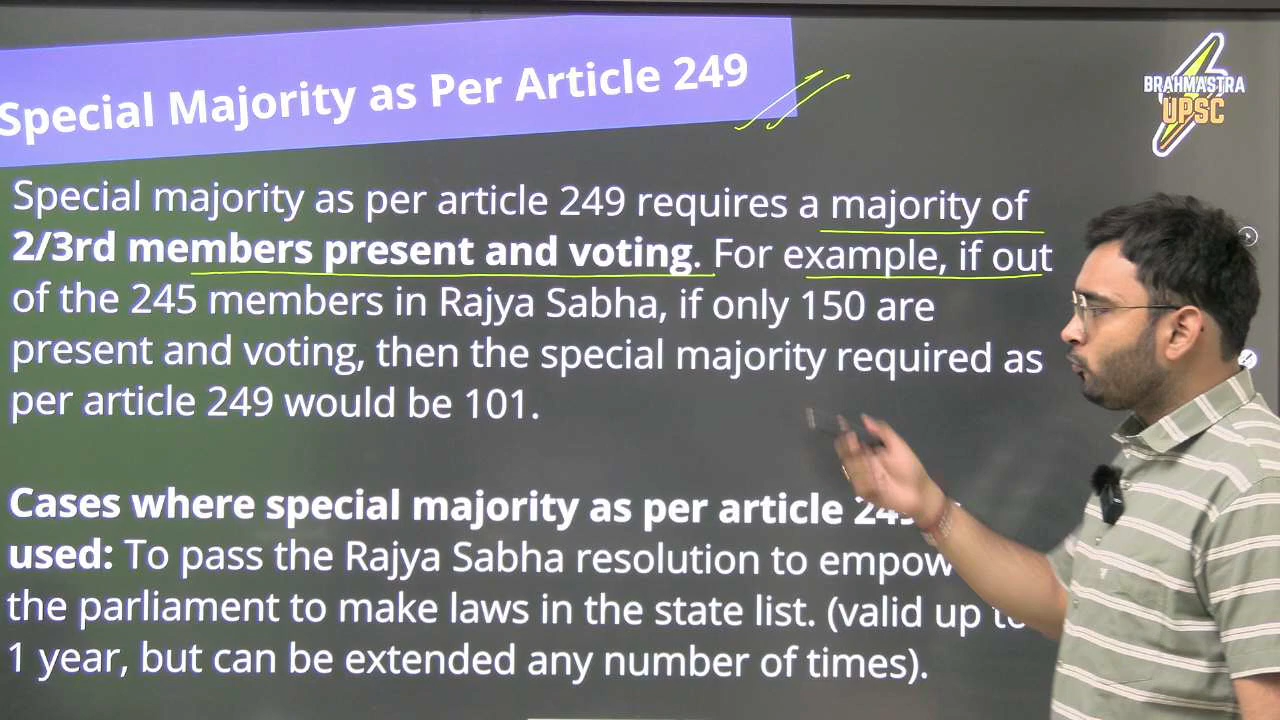 Special Majority as Per Article 249
BRAHMASTRA
UPSC
Special majority as per article 249 requires a majority of
2/3rd members present and voting. For example, if out
of the 245 members in Rajya Sabha, if only 150 are
present and voting, then the special majority required as
per article 249 would be 101.
Cases where special majority as per article 249
used: To pass the Rajya Sabha resolution to empow
the parliament to make laws in the state list. (valid up to
1 year, but can be extended any number of times).